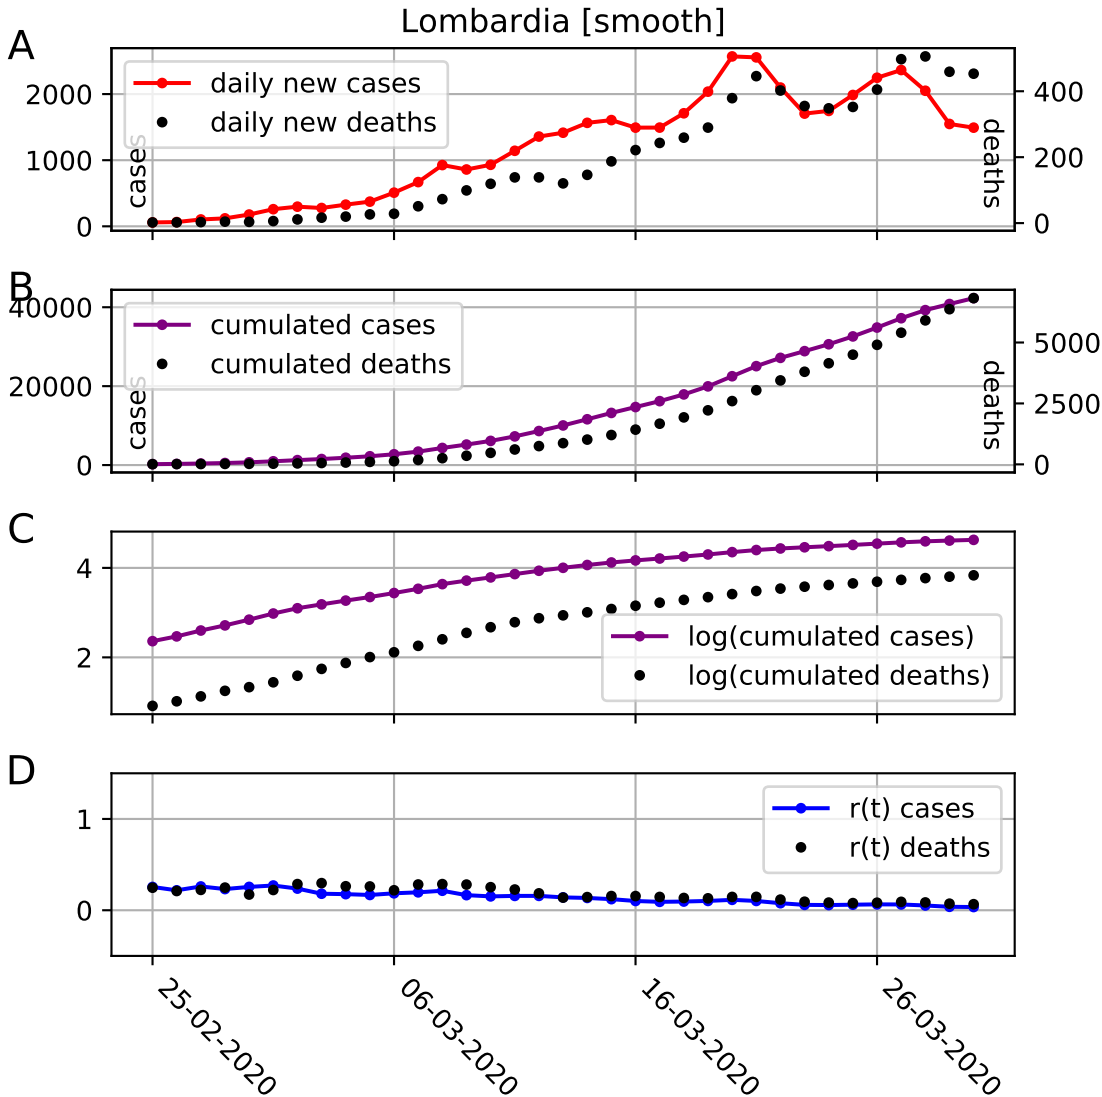 Lombardia [smooth]
A
daily new cases
daily new deaths
2000
1000
0
cases
400
200
0
deaths
B
cumulated cases
cumulated deaths
40000
20000
0
cases
5000
2500
0
deaths
C
4
2
log(cumulated cases)
log(cumulated deaths)
D
1
0
r(t) cases
r(t) deaths
25-02-2020
06-03-2020
16-03-2020
26-03-2020